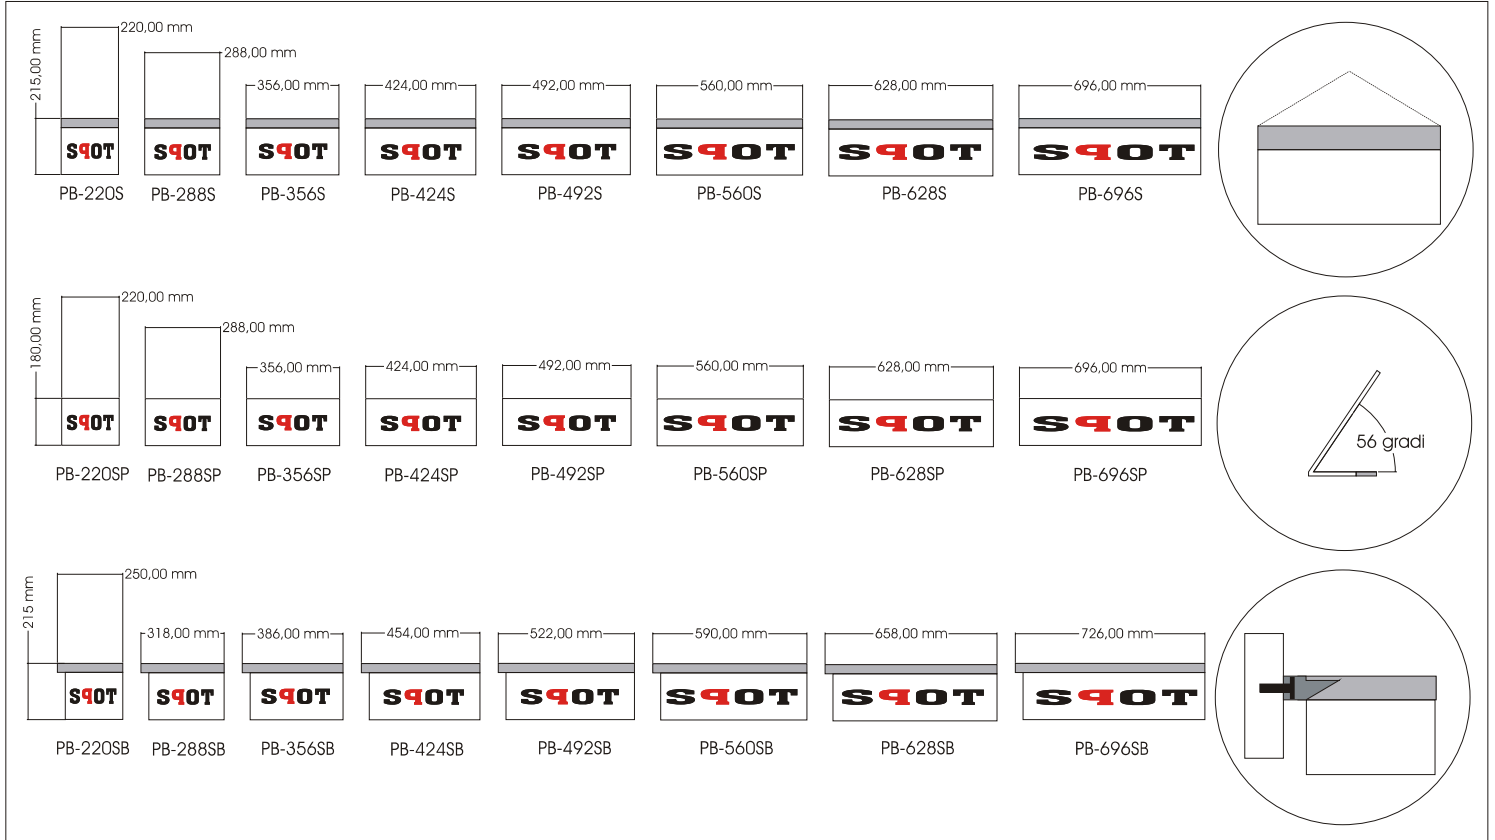 220,00 mm
288,00 mm
215,00 mm
356,00 mm 424,00 mm 492,00 mm 560,00 mm 628,00 mm 696,00 mm
SPOT SPOT SPOT SPOT SPOT SPOT SPOT SPOT
PB-220S PB-288S PB-356S PB-424S PB-492S PB-560S PB-628S PB-696S
220,00 mm
288,00 mm
180,00 mm
356,00 mm 424,00 mm 492,00 mm 560,00 mm 628,00 mm 696,00 mm
SPOT SPOT SPOT SPOT SPOT SPOT SPOT SPOT
56 gradi
PB-220SP PB-288SP PB-356SP PB-424SP PB-492SP PB-560SP PB-628SP PB-696SP
250,00 mm
215 mm
318,00 mm 386,00 mm 454,00 mm 522,00 mm 590,00 mm 658,00 mm 726,00 mm
SPOT SPOT SPOT SPOT SPOT SPOT SPOT SPOT
PB-220SB PB-288SB PB-356SB PB-424SB PB-492SB PB-560SB PB-628SB PB-696SB